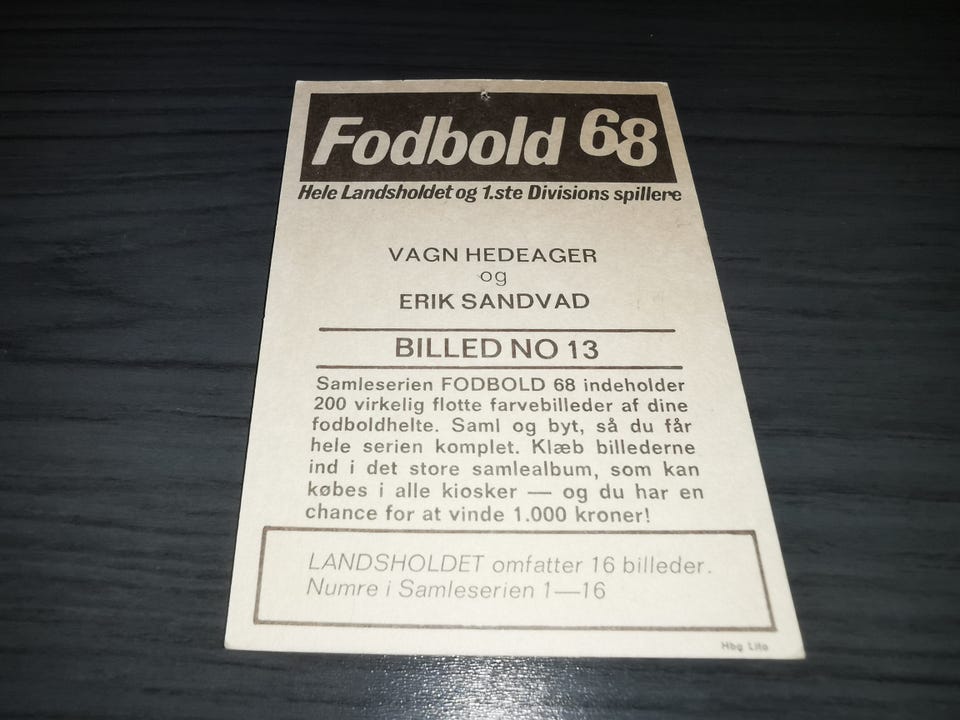 Fodbold 68
Hele Landsholdet og 1.ste Divisions spillere
VAGN HEDEAGER
og
ERIK SANDVAD
BILLED NO 13
Samleserien FODBOLD 68 indeholder
200 virkelig flotte farvebilleder af dine
fodboldhelte. Saml og byt, så du får
hele serien komplet. Klæb billederne
ind i det store samlealbum, som kan
købes i alle kiosker — og du har en
chance for at vinde 1.000 kroner!
LANDSHOLDET omfatter 16 billeder.
Numre i Samleserien 1—16
Hbg Lito